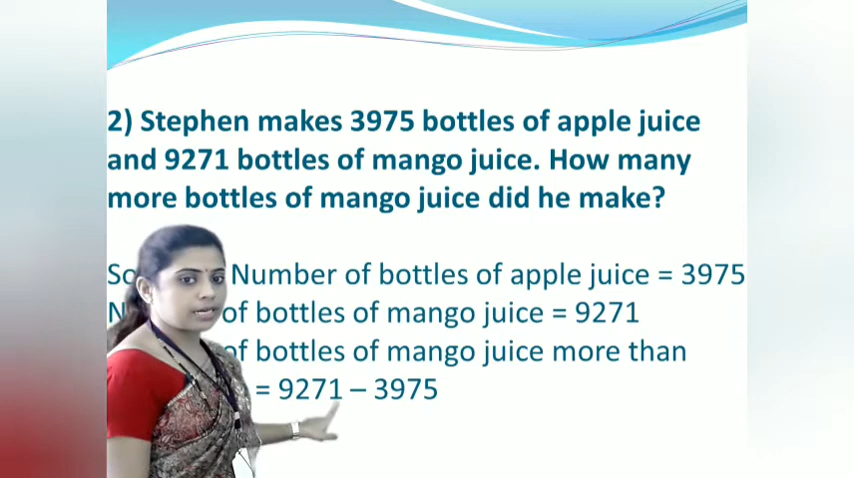 2) Stephen makes 3975 bottles of apple juice
and 9271 bottles of mango juice. How many
more bottles of mango juice did he make?
Number of bottles of apple juice = 3975
of bottles of mango juice = 9271
of bottles of mango juice more than
= 9271 – 3975